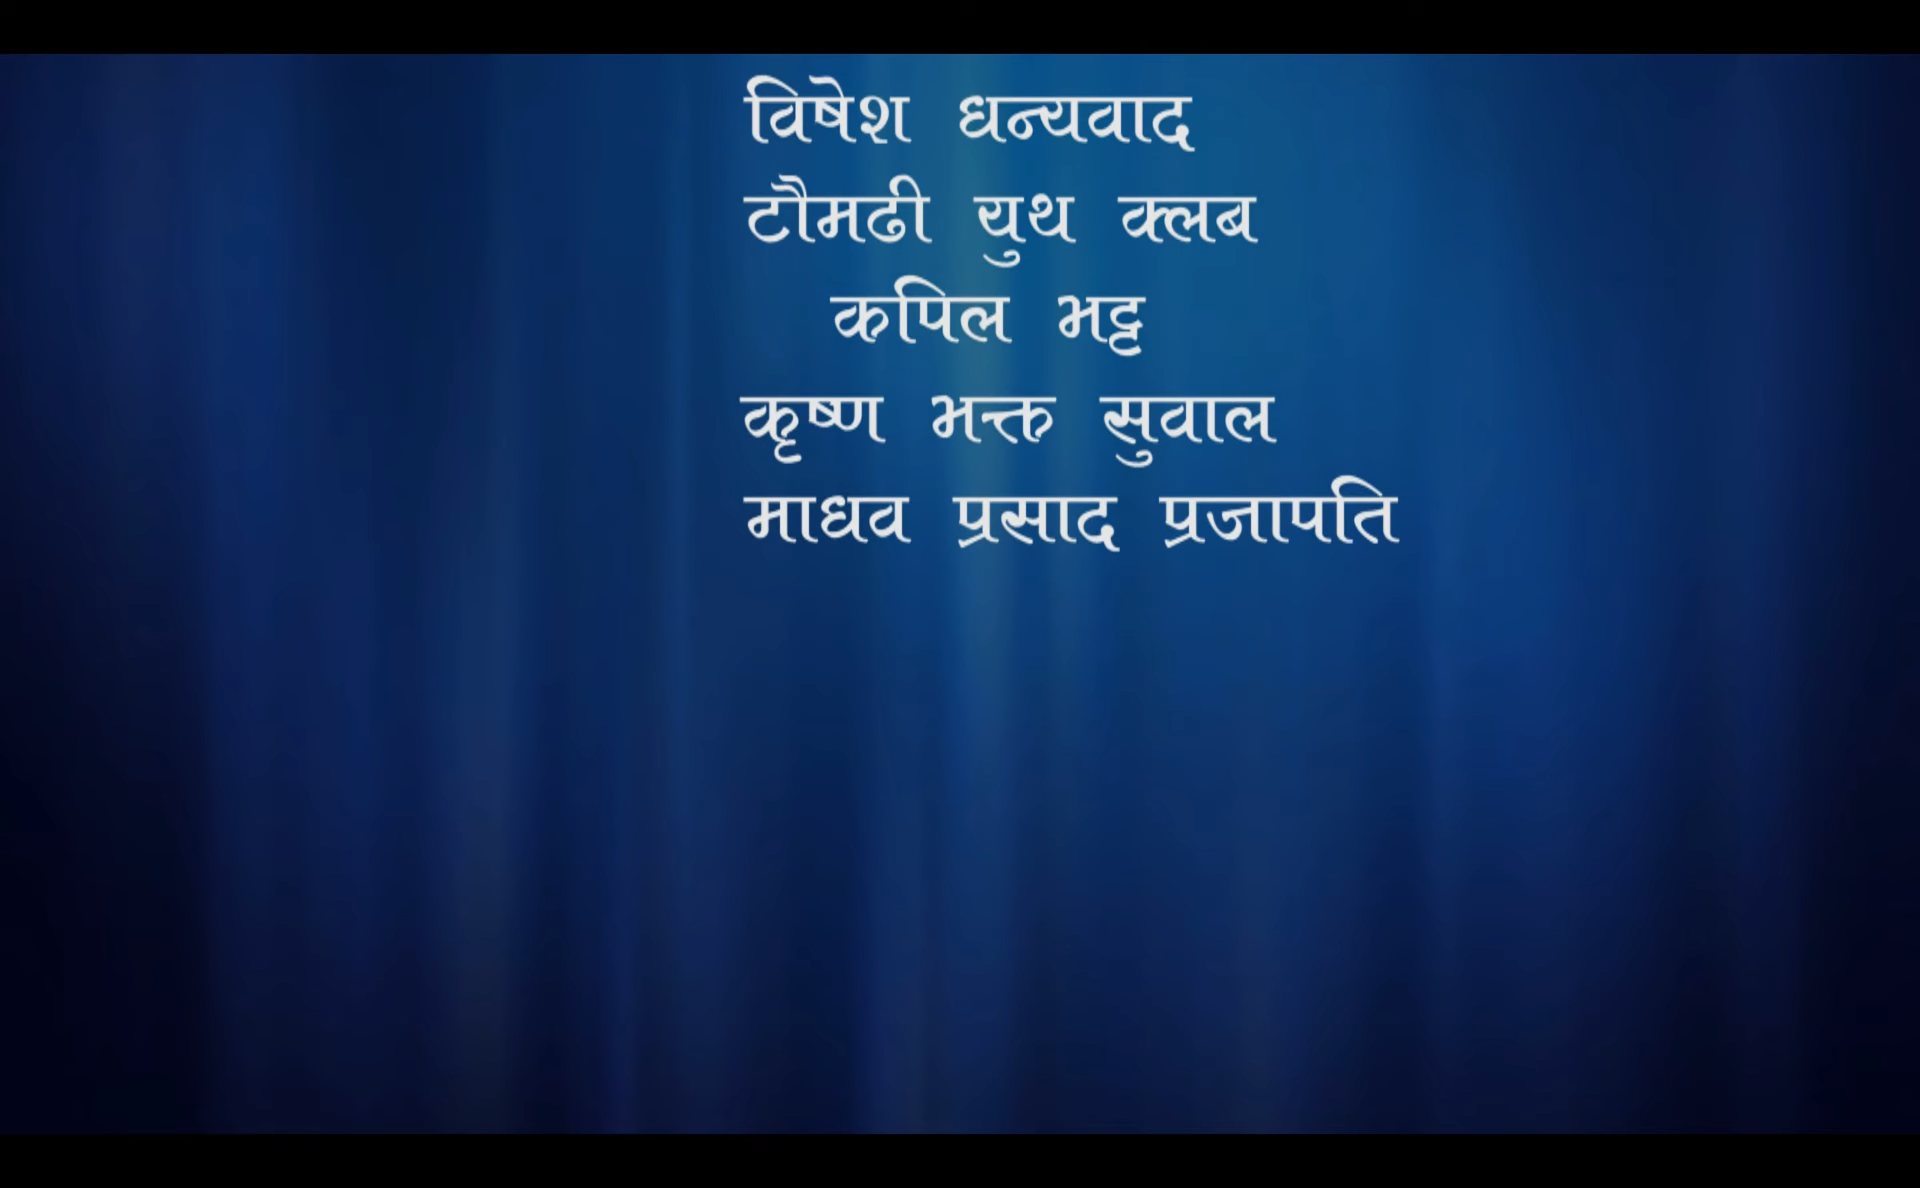 विषेश धन्यवाद
टौमढी युथ क्लब
कपिल भट्ट
कृष्ण भक्त सुवाल
माधव प्रसाद प्रजापति